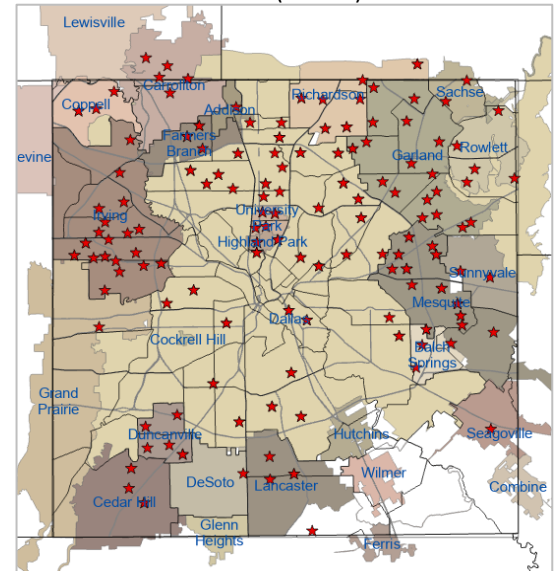 Lewisville
Carrollton
Coppell
Addison
Richardson
Sachse
evine
Farmers
Branch
Garland
Rowlett
Irving
University
Park
Highland Park
Sunnyvale
Mesquite
Dallas
Cockrell Hill
Balch
Springs
Grand
Prairie
Duncanville
Hutchins
Seagoville
Wilmer
DeSoto
Lancaster
Combine
Cedar Hill
Glenn
Heights
Ferris